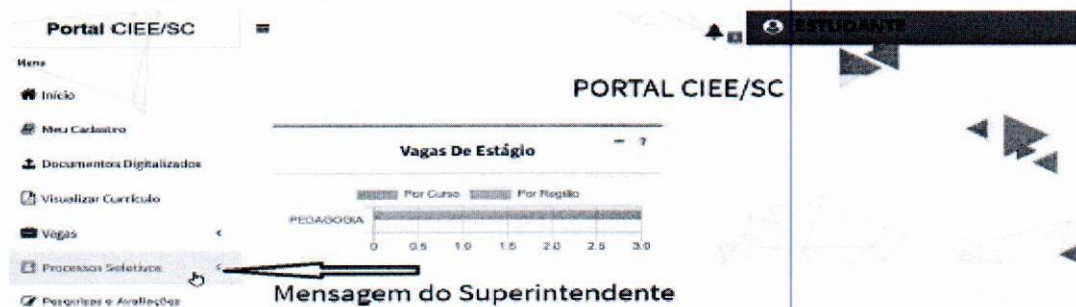 Portal CIEE/SC
ESTUDANTE
Menu
Início
PORTAL CIEE/SC
Meu Cadastro
Vagas De Estágio
- ?
Documentos Digitalizados
Por Curso Por Região
Visualizar Currículo
PEDAGOGIA
Vagas
0 0.5 1.0 1.5 2.0 2.5 3.0
Processos Seletivos
Mensagem do Superintendente
Pesquisas e Avaliações